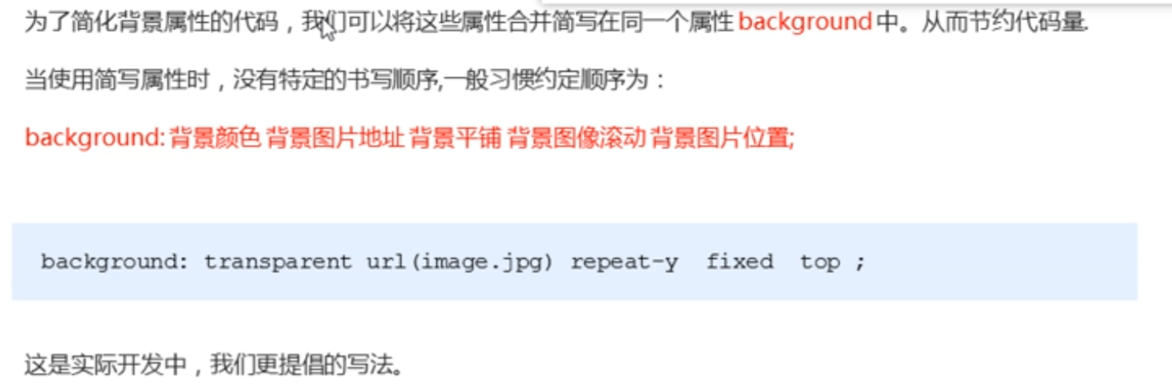 为了简化背景属性的代码，我们可以将这些属性合并简写在同一个属性 background 中。从而节约代码量.
当使用简写属性时，没有特定的书写顺序,一般习惯约定顺序为：
background: 背景颜色 背景图片地址 背景平铺 背景图像滚动 背景图片位置;
background: transparent url(image.jpg) repeat-y  fixed  top ;
这是实际开发中，我们更提倡的写法。